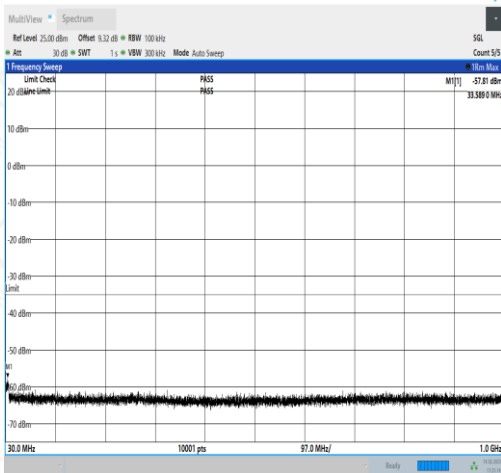 MultiView Spectrum
Ref Level 25.00 dBm Offset 9.32 dB RBW 100 kHz SGL
Att 30 dB SWT 1 s VBW 300 kHz Mode Auto Sweep Count 5/5
1 Frequency Sweep 1Rm Max
Limit Check PASS M1[1] -57.81 dBm
20 dBm Line Limit PASS 33.589 0 MHz
10 dBm
0 dBm
-10 dBm
-20 dBm
-30 dBm
Limit
-40 dBm
-50 dBm
M1
-60 dBm
-70 dBm
30.0 MHz 10001 pts 97.0 MHz/ 1.0 GHz
Ready